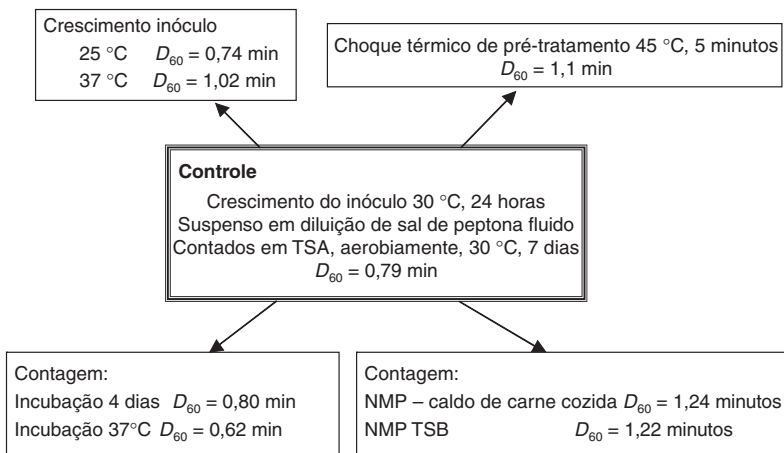 Crescimento inóculo
25 °C D60 = 0,74 min
37 °C D60 = 1,02 min
Choque térmico de pré-tratamento 45 °C, 5 minutos
D60 = 1,1 min
Controle
Crescimento do inóculo 30 °C, 24 horas
Suspenso em diluição de sal de peptona fluido
Contados em TSA, aerobiamente, 30 °C, 7 dias
D60 = 0,79 min
Contagem:
Incubação 4 dias D60 = 0,80 min
Incubação 37°C D60 = 0,62 min
Contagem:
NMP – caldo de carne cozida D60 = 1,24 minutos
NMP TSB D60 = 1,22 minutos